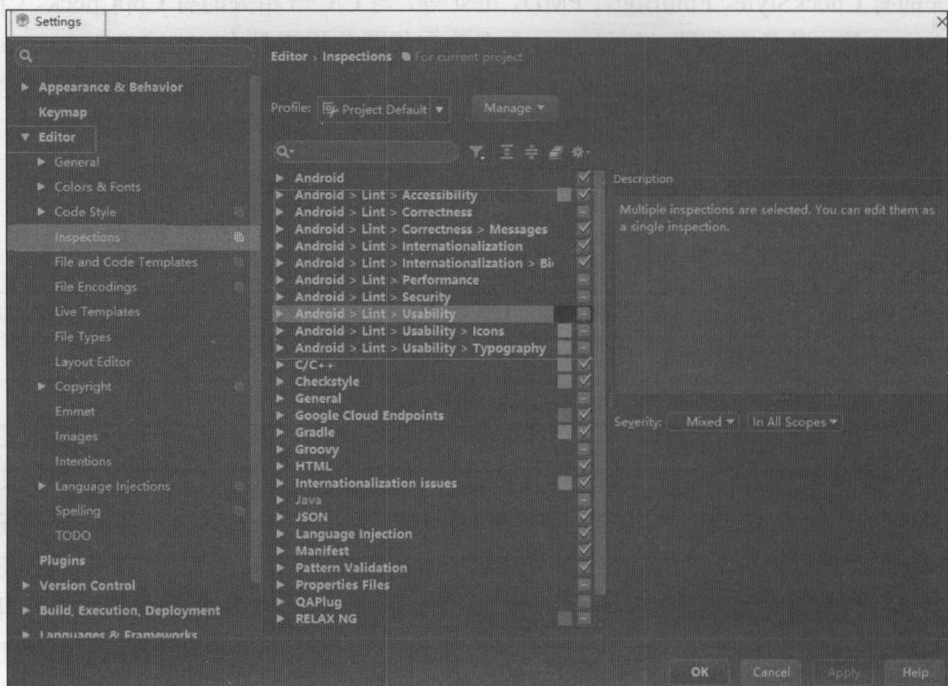 Settings
Editor › Inspections For current project
Appearance & Behavior
Keymap
Editor
General
Colors & Fonts
Code Style
Inspections
File and Code Templates
File Encodings
Live Templates
File Types
Layout Editor
Copyright
Emmet
Images
Intentions
Language Injections
Spelling
TODO
Plugins
Version Control
Build, Execution, Deployment
Languages & Frameworks
Profile: Project Default Manage
Android
Android > Lint > Accessibility
Android > Lint > Correctness
Android > Lint > Correctness > Messages
Android > Lint > Internationalization
Android > Lint > Internationalization > Bi
Android > Lint > Performance
Android > Lint > Security
Android > Lint > Usability
Android > Lint > Usability > Icons
Android > Lint > Usability > Typography
C/C++
Checkstyle
General
Google Cloud Endpoints
Gradle
Groovy
HTML
Internationalization issues
Java
JSON
Language Injection
Manifest
Pattern Validation
Properties Files
QAPlug
RELAX NG
Description
Multiple inspections are selected. You can edit them as
a single inspection.
Severity: Mixed In All Scopes
OK Cancel Apply Help